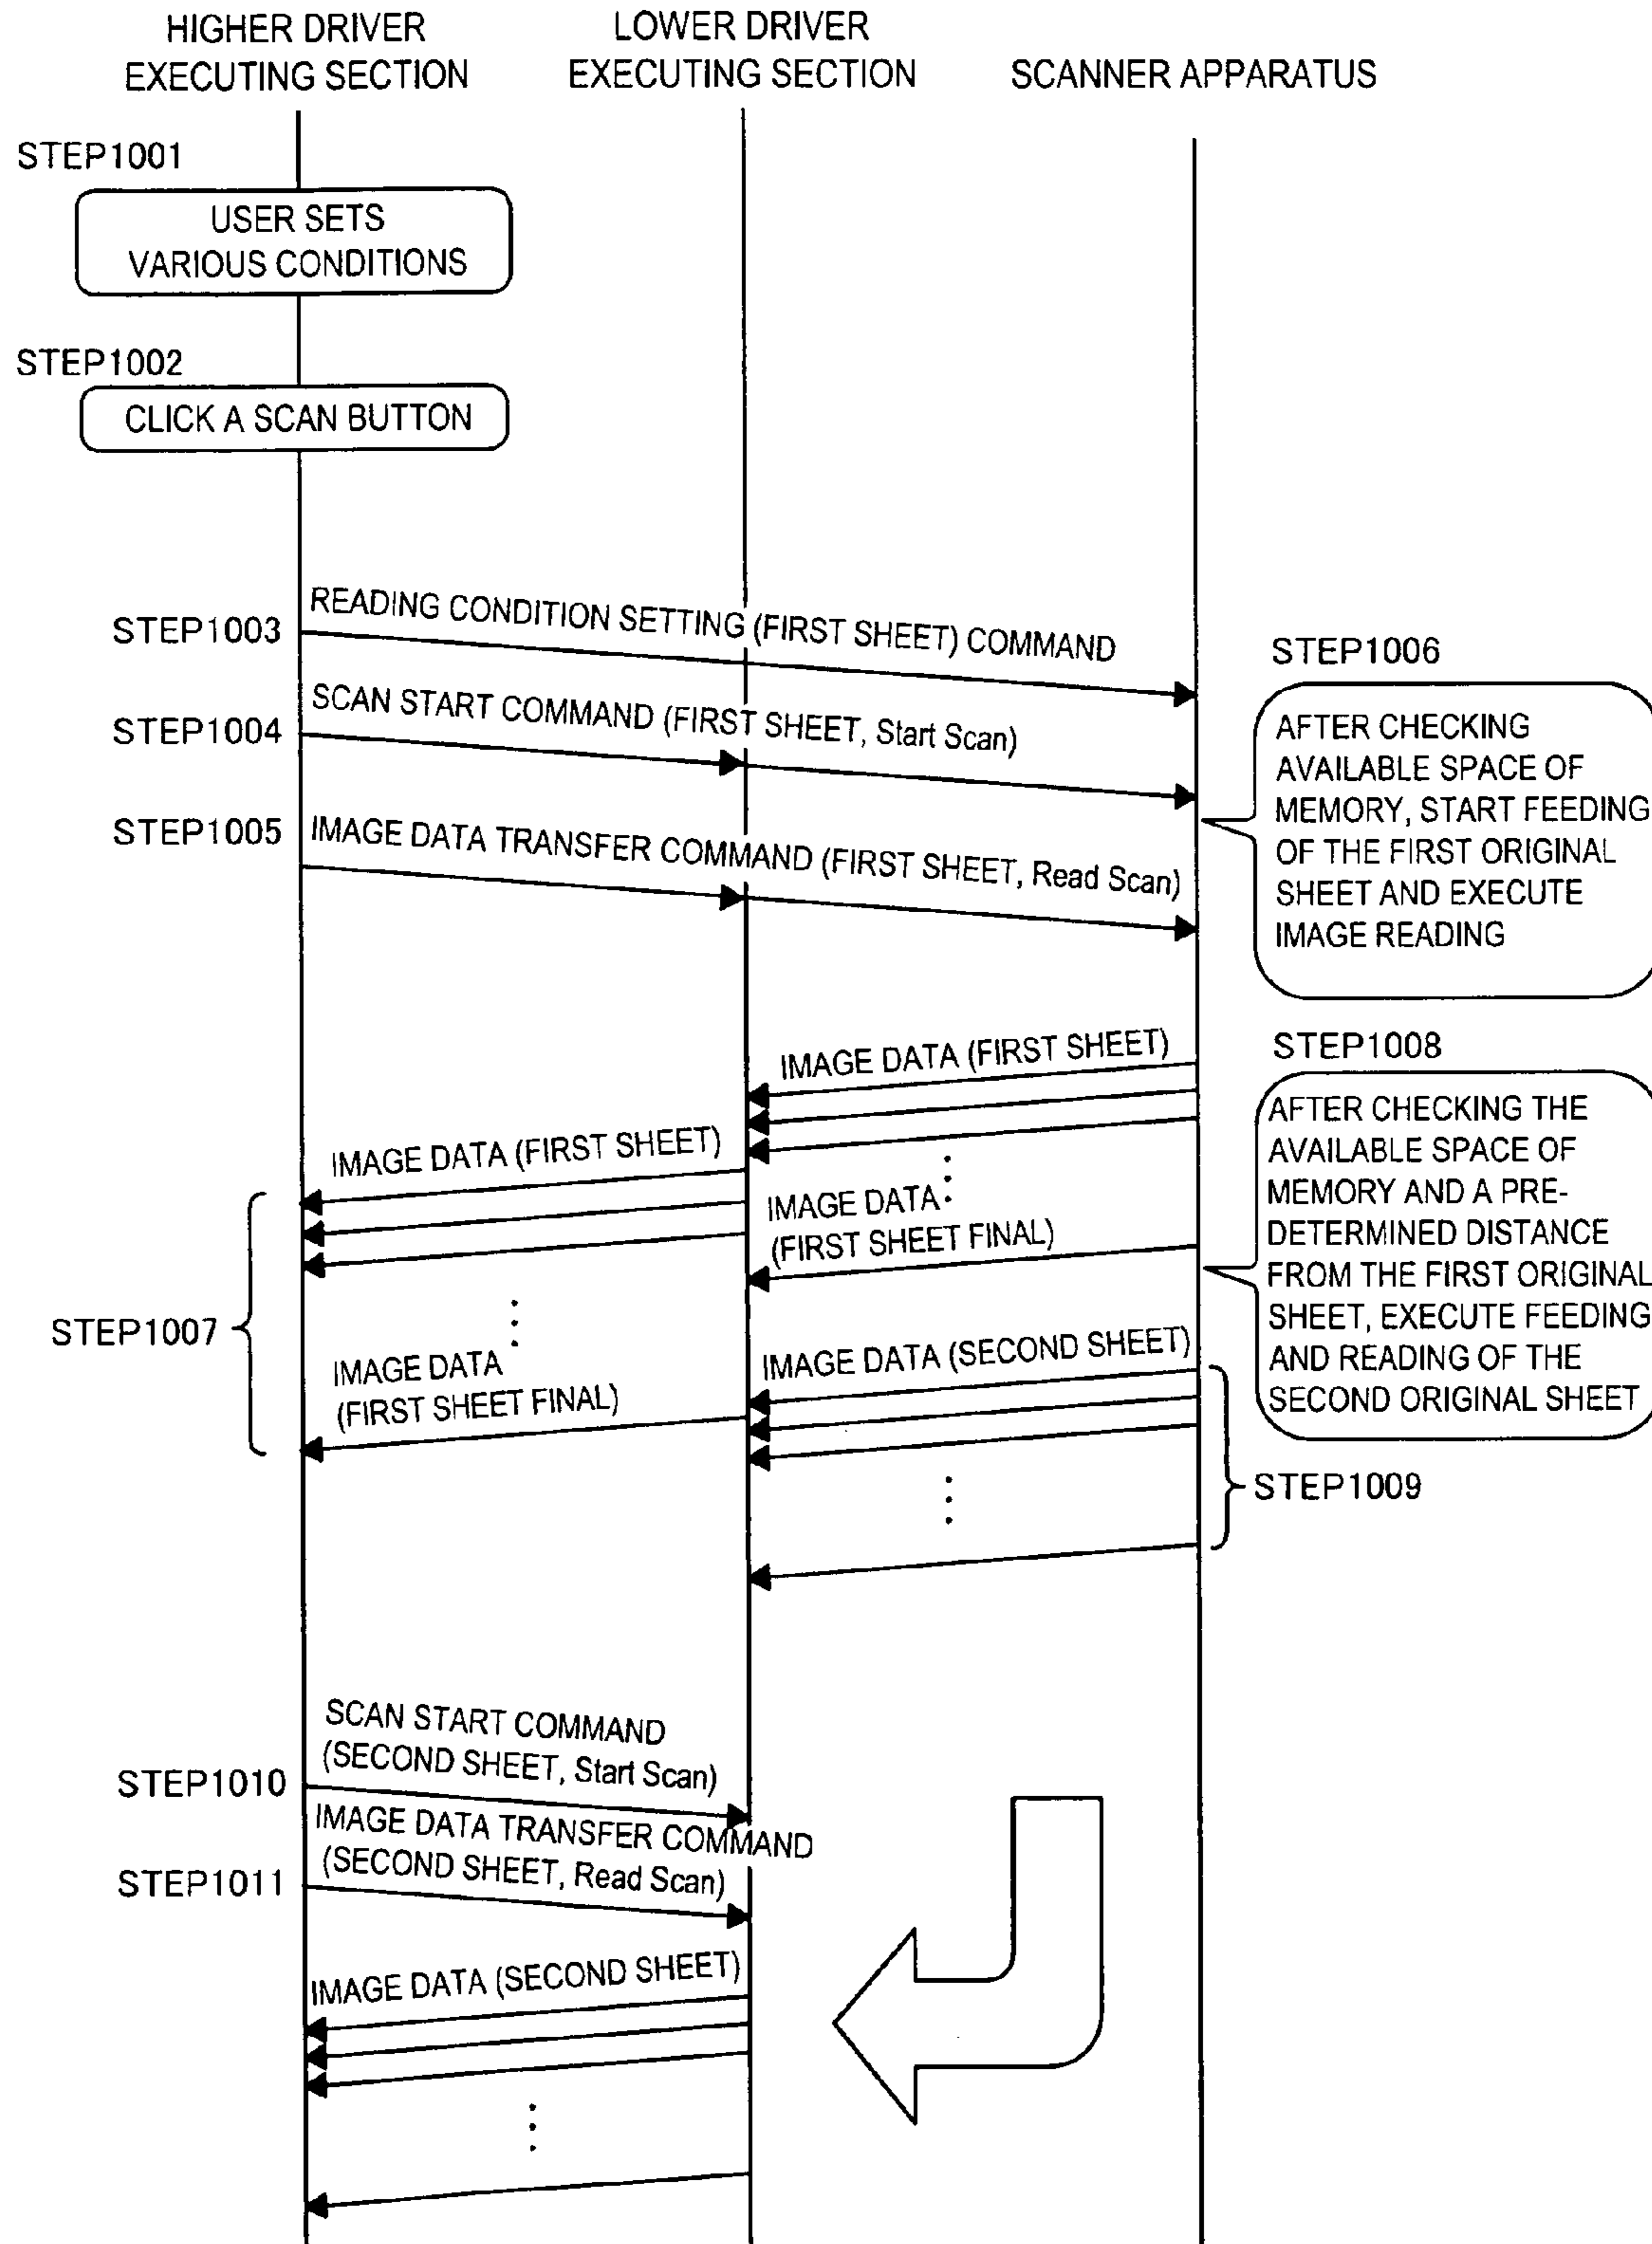 HIGHER DRIVER
EXECUTING SECTION
LOWER DRIVER
EXECUTING SECTION
SCANNER APPARATUS
STEP1001
USER SETS
VARIOUS CONDITIONS
STEP1002
CLICK A SCAN BUTTON
STEP1003
READING CONDITION SETTING (FIRST SHEET) COMMAND
STEP1004
SCAN START COMMAND (FIRST SHEET, Start Scan)
STEP1005
IMAGE DATA TRANSFER COMMAND (FIRST SHEET, Read Scan)
STEP1006
AFTER CHECKING
AVAILABLE SPACE OF
MEMORY, START FEEDING
OF THE FIRST ORIGINAL
SHEET AND EXECUTE
IMAGE READING
IMAGE DATA (FIRST SHEET)
IMAGE DATA (FIRST SHEET)
IMAGE DATA
(FIRST SHEET FINAL)
STEP1007
IMAGE DATA
(FIRST SHEET FINAL)
STEP1008
AFTER CHECKING THE
AVAILABLE SPACE OF
MEMORY AND A PRE-
DETERMINED DISTANCE
FROM THE FIRST ORIGINAL
SHEET, EXECUTE FEEDING
AND READING OF THE
SECOND ORIGINAL SHEET
IMAGE DATA (SECOND SHEET)
STEP1009
SCAN START COMMAND
(SECOND SHEET, Start Scan)
STEP1010
IMAGE DATA TRANSFER COMMAND
(SECOND SHEET, Read Scan)
STEP1011
IMAGE DATA (SECOND SHEET)